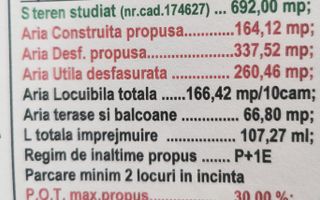 S teren studiat (nr.cad.174627) ... 692,00 mp;
Aria Construita propusa............164,12 mp;
Aria Desf. propusa...................337,52 mp;
Aria Utila desfasurata .............260,46 mp;
Aria Locuibila totala ......166,42 mp/10cam;
Aria terase si balcoane ........ 66,80 mp;
L totala imprejmuire ............107,27 ml;
Regim de inaltime propus ........ P+1E
Parcare minim 2 locuri in incinta
P.O.T. max.propus................30,00 %;